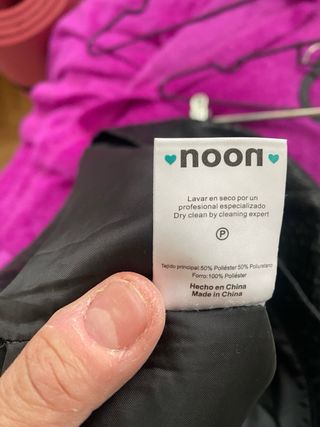 noon
Lavar en seco por un
profesional especializado
Dry clean by cleaning expert
P
Tejido principal:50% Poliéster 50% Poliuretano
Forro:100% Poliéster
Hecho en China
Made in China